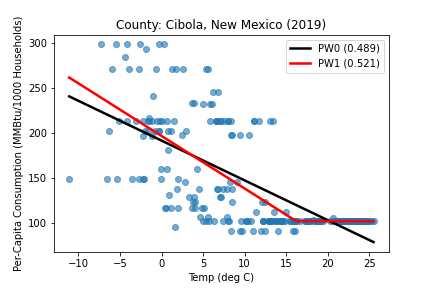 County: Cibola, New Mexico (2019)
Per-Capita Consumption (MMBtu/1000 Households)
300
250
200
150
100
PW0 (0.489)
PW1 (0.521)
−10 −5 0 5 10 15 20 25
Temp (deg C)